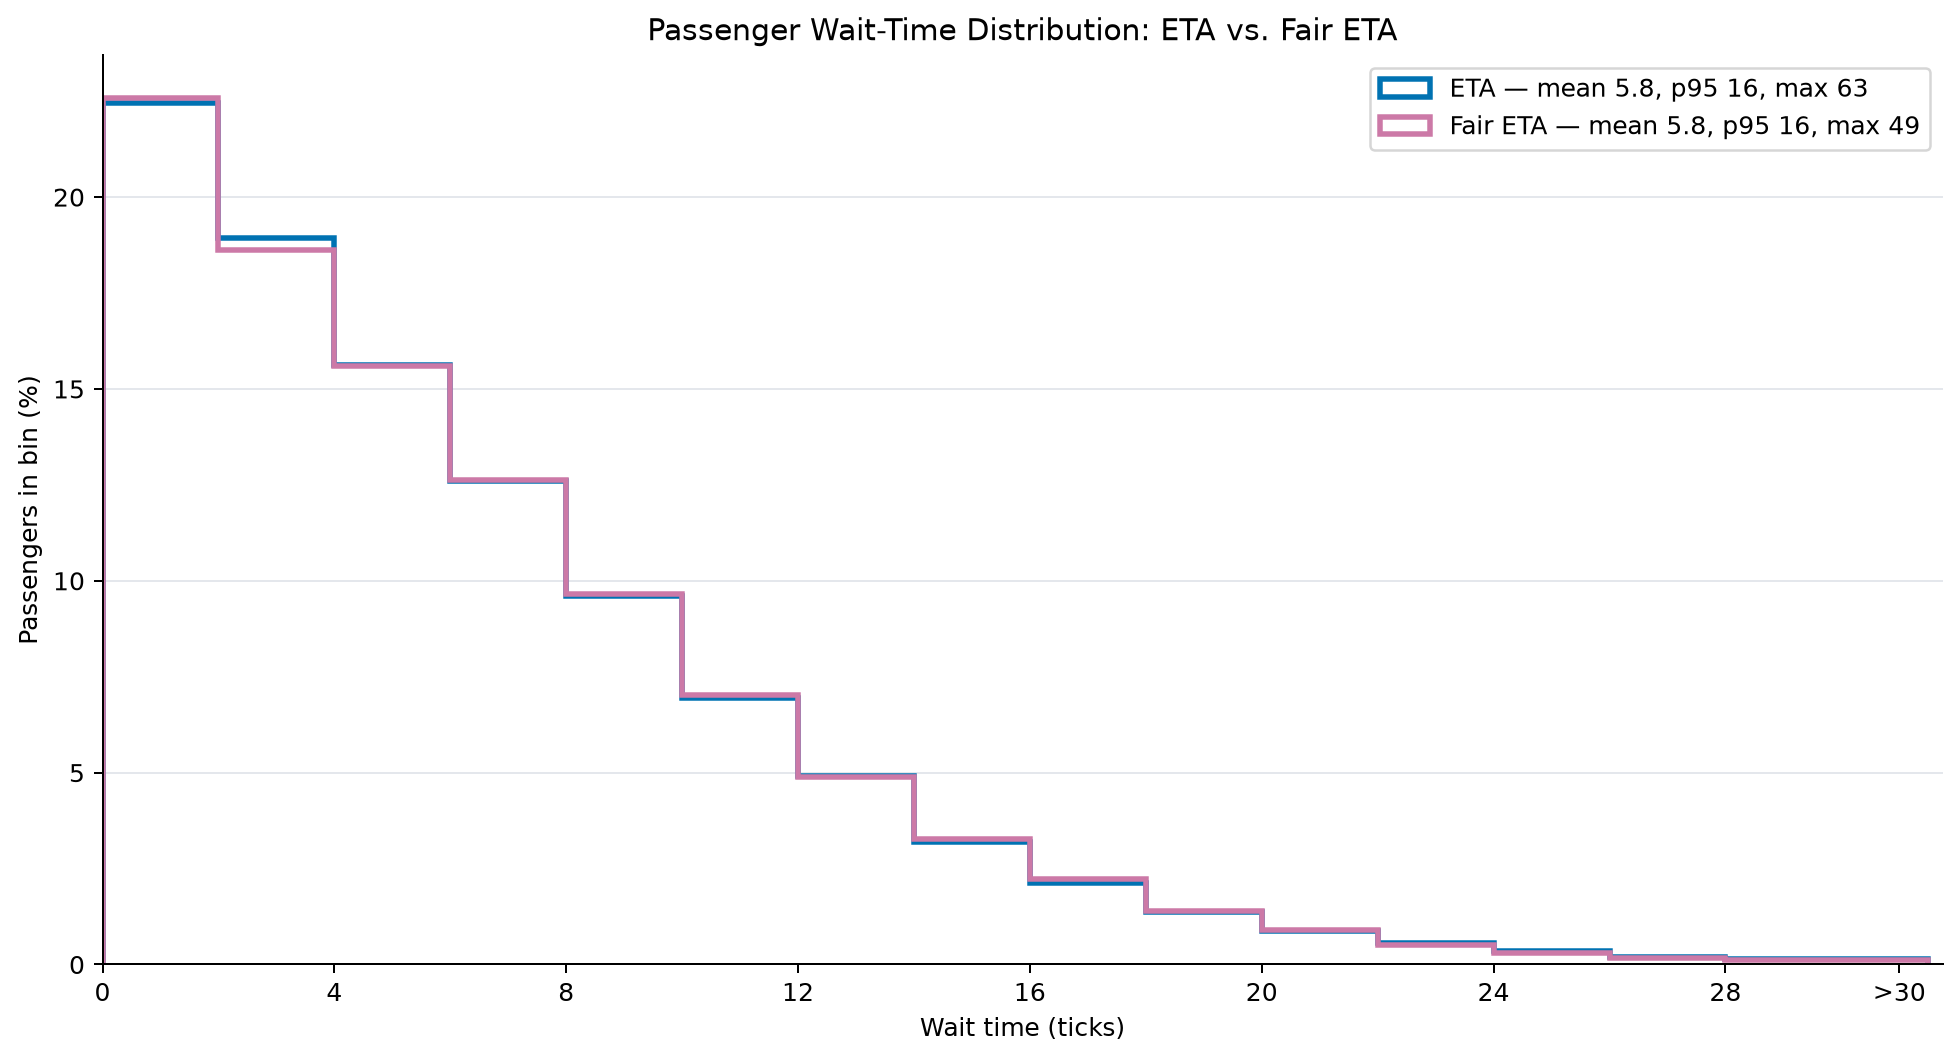 Passenger Wait-Time Distribution: ETA vs. Fair ETA
ETA — mean 5.8, p95 16, max 63
Fair ETA — mean 5.8, p95 16, max 49
Passengers in bin (%)
20
15
10
5
0
0 4 8 12 16 20 24 28 >30
Wait time (ticks)